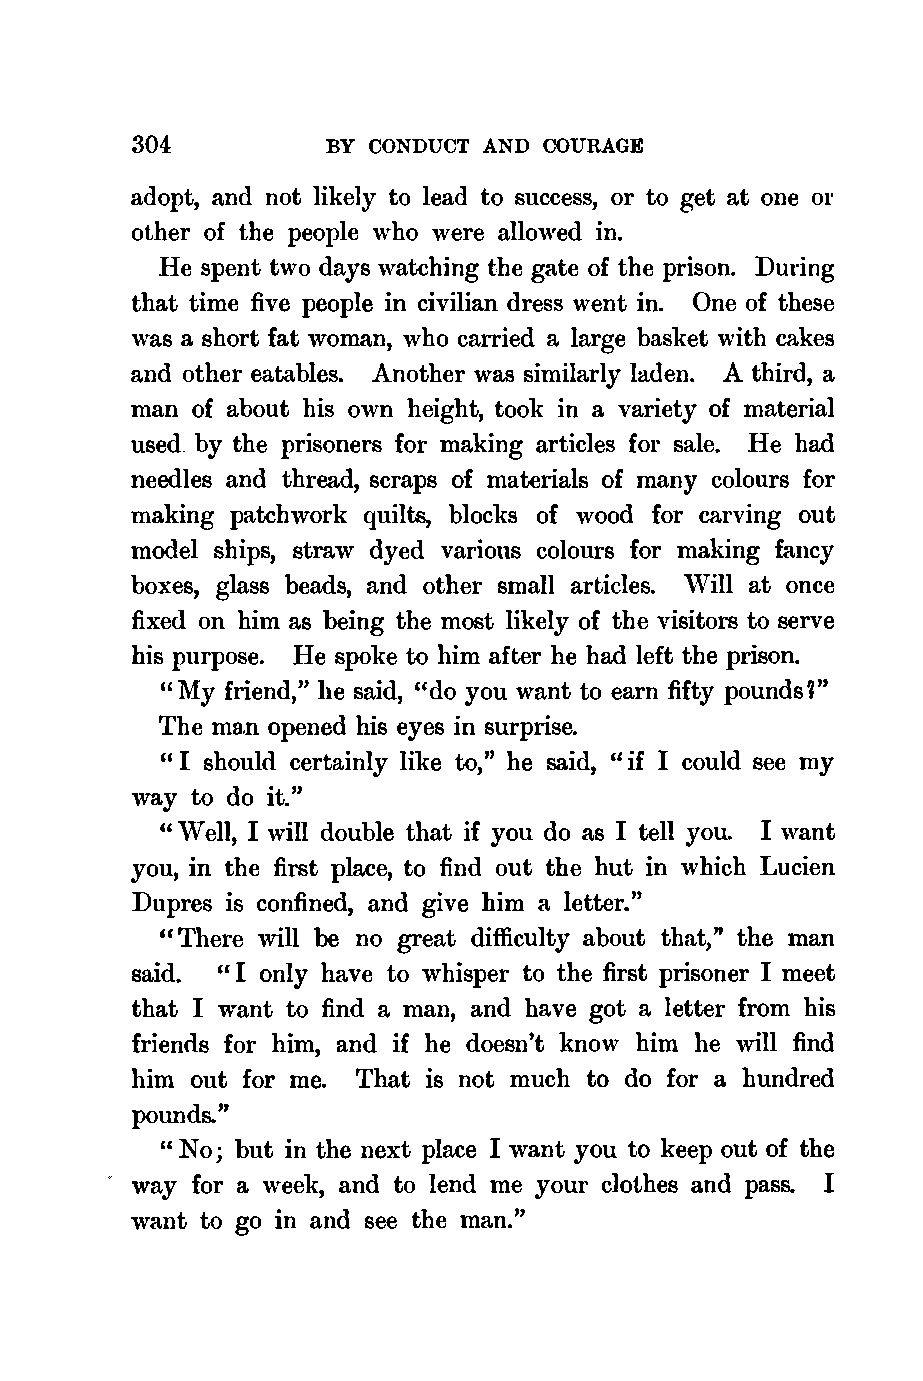 304 BY CONDUCT AND COURAGE
adopt, and not likely to lead to success, or to get at one or
other of the people who were allowed in.
He spent two days watching the gate of the prison. During
that time five people in civilian dress went in. One of these
was a short fat woman, who carried a large basket with cakes
and other eatables. Another was similarly laden. A third, a
man of about his own height, took in a variety of material
used by the prisoners for making articles for sale. He had
needles and thread, scraps of materials of many colours for
making patchwork quilts, blocks of wood for carving out
model ships, straw dyed various colours for making fancy
boxes, glass beads, and other small articles. Will at once
fixed on him as being the most likely of the visitors to serve
his purpose. He spoke to him after he had left the prison.
"My friend," he said, "do you want to earn fifty pounds?"
The man opened his eyes in surprise.
"I should certainly like to," he said, "if I could see my
way to do it."
"Well, I will double that if you do as I tell you. I want
you, in the first place, to find out the hut in which Lucien
Dupres is confined, and give him a letter."
"There will be no great difficulty about that," the man
said. "I only have to whisper to the first prisoner I meet
that I want to find a man, and have got a letter from his
friends for him, and if he doesn't know him he will find
him out for me. That is not much to do for a hundred
pounds."
"No; but in the next place I want you to keep out of the
way for a week, and to lend me your clothes and pass. I
want to go in and see the man."